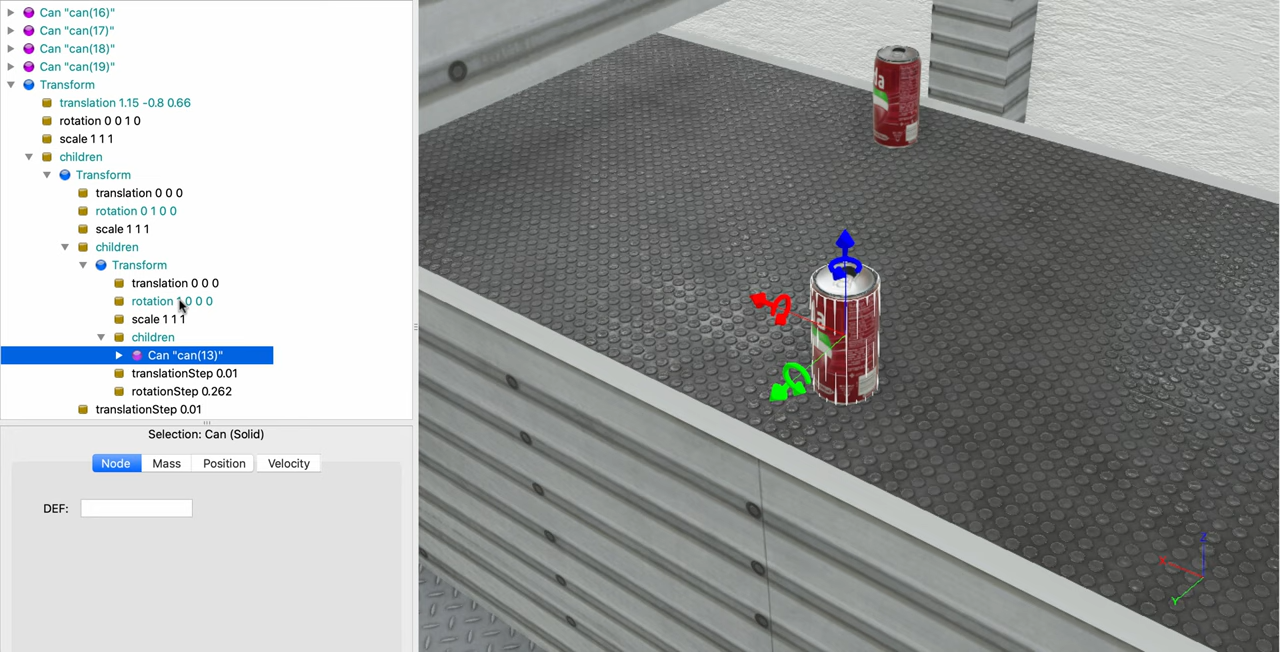 Can "can(16)"
Can "can(17)"
Can "can(18)"
Can "can(19)"
Transform
translation 1.15 -0.8 0.66
rotation 0 0 1 0
scale 1 1 1
children
Transform
translation 0 0 0
rotation 0 1 0 0
scale 1 1 1
children
Transform
translation 0 0 0
rotation 1 0 0 0
scale 1 1 1
children
Can "can(13)"
translationStep 0.01
rotationStep 0.262
translationStep 0.01
Selection: Can (Solid)
Node Mass Position Velocity
DEF:
la
la
X
Y
Z